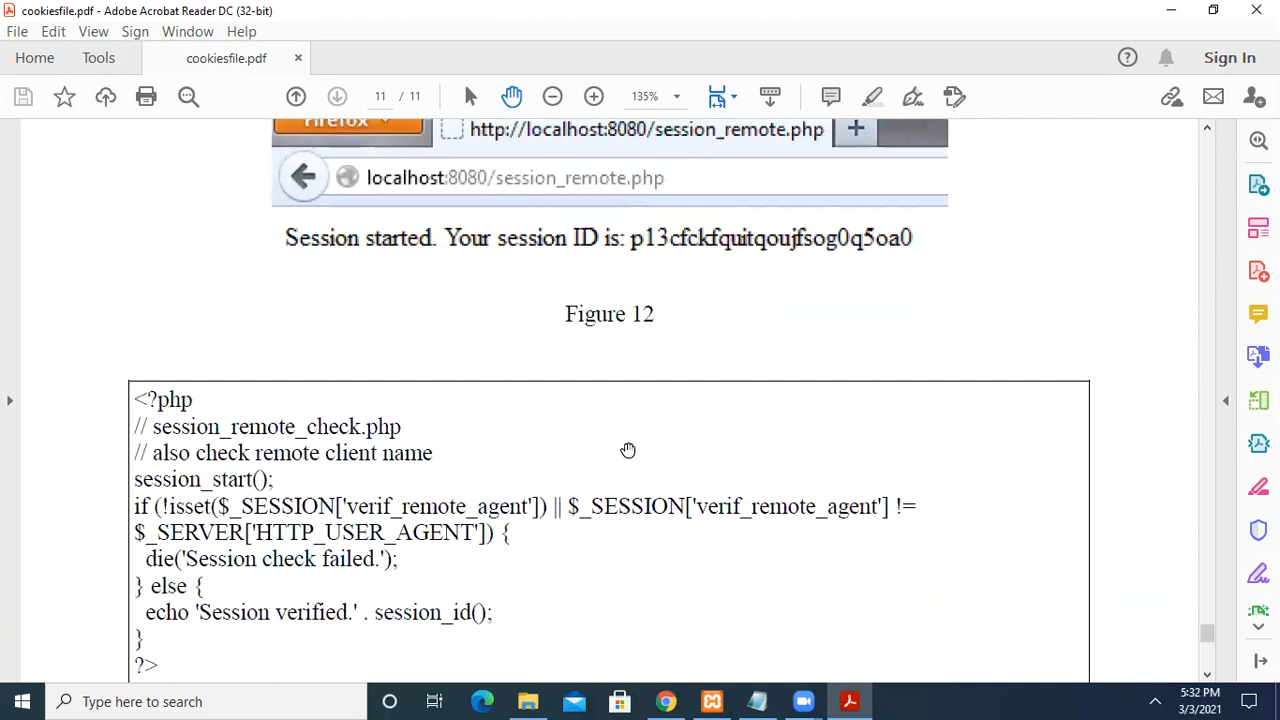 cookiesfile.pdf - Adobe Acrobat Reader DC (32-bit)
File Edit View Sign Window Help
Home Tools cookiesfile.pdf × Sign In
11 / 11 135%
Firefox
http://localhost:8080/session_remote.php
localhost:8080/session_remote.php
Session started. Your session ID is: p13cfckfquitqoujfsog0q5oa0
Figure 12
<?php
// session_remote_check.php
// also check remote client name
session_start();
if (!isset($_SESSION['verif_remote_agent']) || $_SESSION['verif_remote_agent'] !=
$_SERVER['HTTP_USER_AGENT']) {
die('Session check failed.');
} else {
echo 'Session verified.' . session_id();
}
?>
Type here to search
5:32 PM
3/3/2021